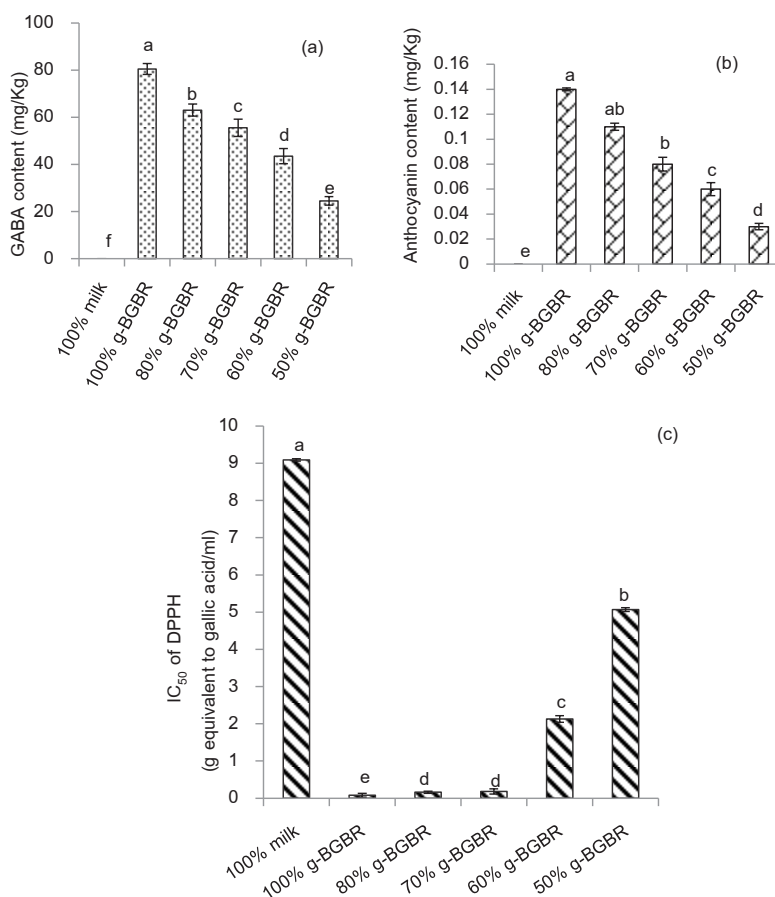 (a)
GABA content (mg/Kg)
100
80
60
40
20
0
f
a
b
c
d
e
100% milk
100% g-BGBR
80% g-BGBR
70% g-BGBR
60% g-BGBR
50% g-BGBR
(b)
Anthocyanin content (mg/Kg)
0.16
0.14
0.12
0.1
0.08
0.06
0.04
0.02
0
e
a
ab
b
c
d
100% milk
100% g-BGBR
80% g-BGBR
70% g-BGBR
60% g-BGBR
50% g-BGBR
(c)
IC50 of DPPH
(g equivalent to gallic acid/ml)
10
9
8
7
6
5
4
3
2
1
0
a
e
d
d
c
b
100% milk
100% g-BGBR
80% g-BGBR
70% g-BGBR
60% g-BGBR
50% g-BGBR